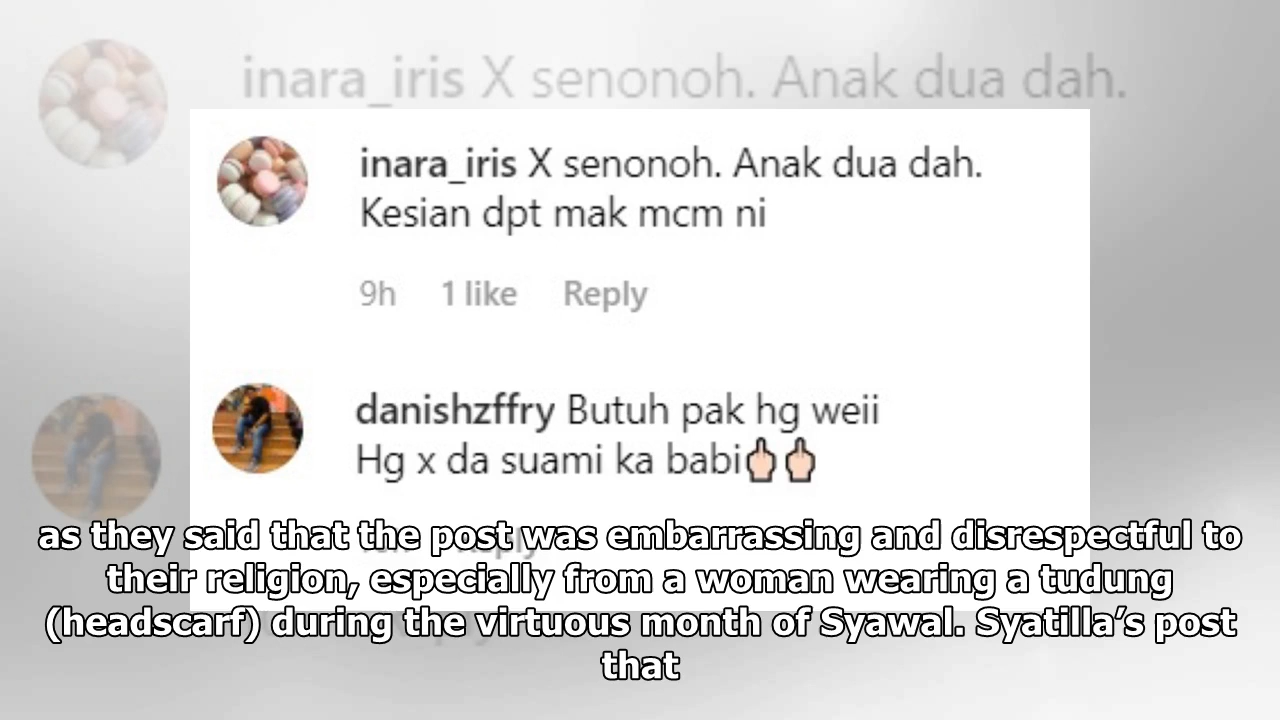 inara_iris X senonoh. Anak dua dah.
inara_iris X senonoh. Anak dua dah.
Kesian dpt mak mcm ni
9h 1 like Reply
danishzffry Butuh pak hg weii
Hg x da suami ka babi🖕🖕
Reply
as they said that the post was embarrassing and disrespectful to
their religion, especially from a woman wearing a tudung
(headscarf) during the virtuous month of Syawal. Syatilla’s post
that